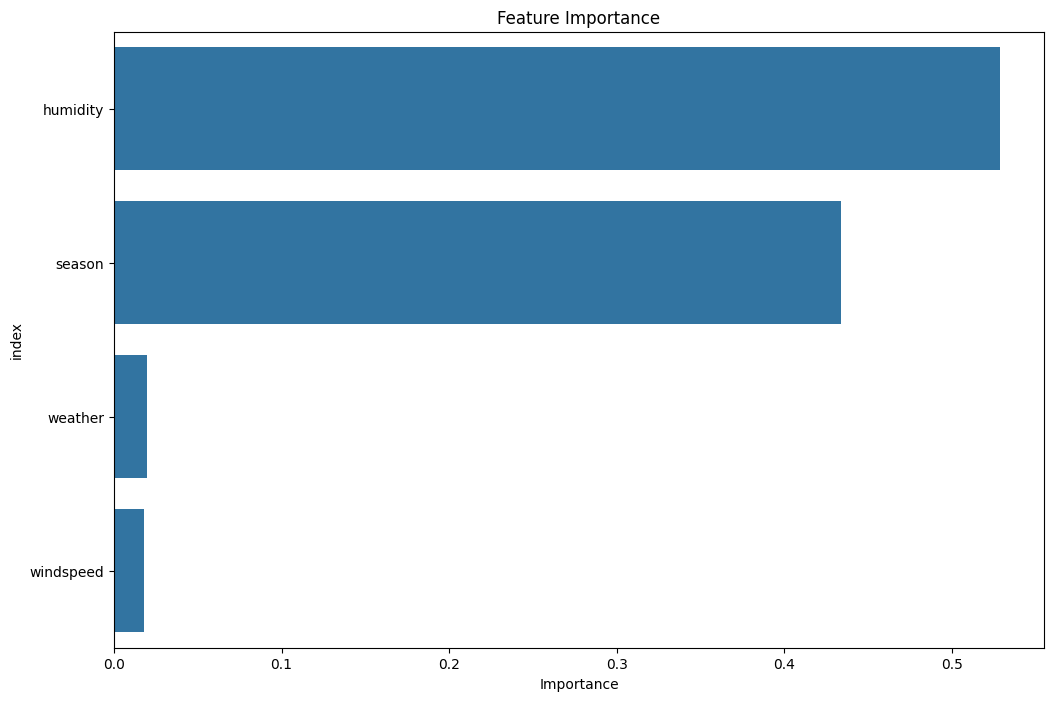 Feature Importance
humidity
season
weather
windspeed
index
0.0 0.1 0.2 0.3 0.4 0.5
Importance